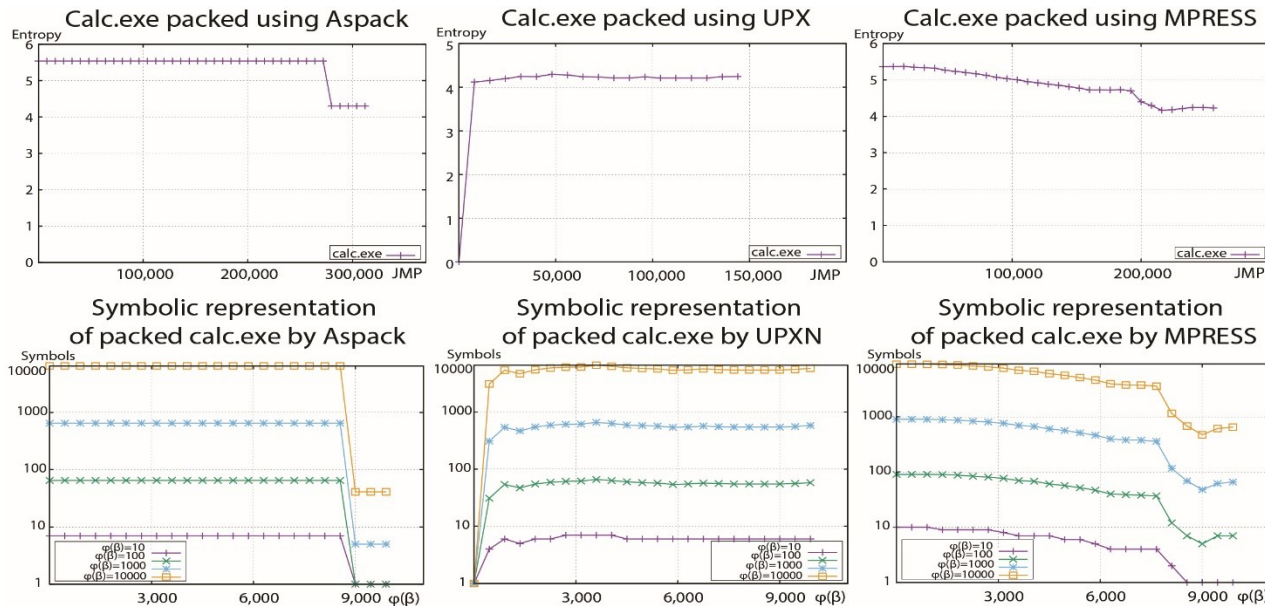 Calc.exe packed using Aspack
Entropy
6
5
4
3
2
1
0
calc.exe
100,000 200,000 300,000 JMP
Calc.exe packed using UPX
Entropy
5
4
3
2
1
0
calc.exe
50,000 100,000 150,000 JMP
Calc.exe packed using MPRESS
Entropy
6
5
4
3
2
1
0
calc.exe
100,000 200,000 JMP
Symbolic representation
of packed calc.exe by Aspack
Symbols
10000
1000
100
10
1
φ(β)=10
φ(β)=100
φ(β)=1000
φ(β)=10000
3,000 6,000 9,000 φ(β)
Symbolic representation
of packed calc.exe by UPXN
Symbols
10000
1000
100
10
1
φ(β)=10
φ(β)=100
φ(β)=1000
φ(β)=10000
3,000 6,000 9,000 φ(β)
Symbolic representation
of packed calc.exe by MPRESS
Symbols
10000
1000
100
10
1
φ(β)=10
φ(β)=100
φ(β)=1000
φ(β)=10000
3,000 6,000 9,000 φ(β)